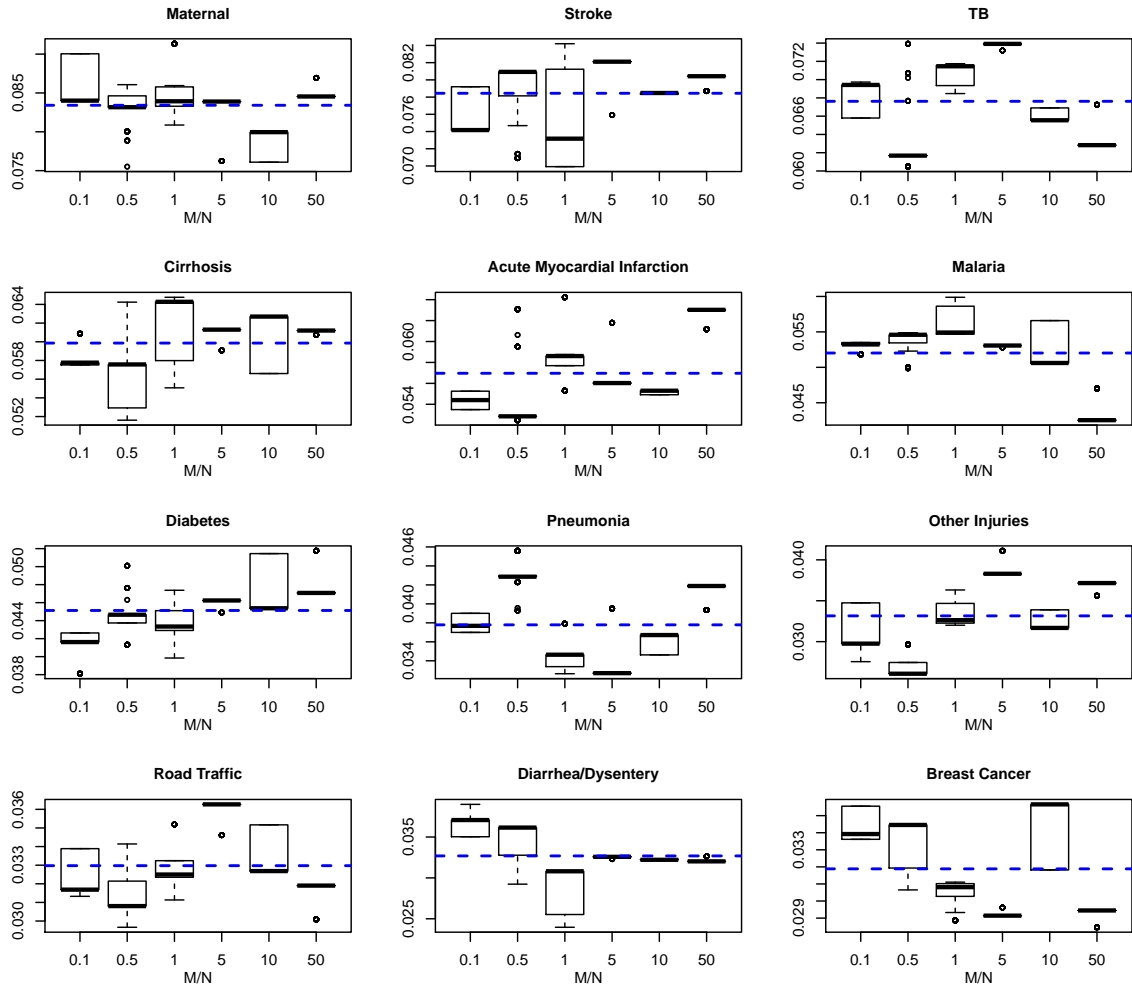 Maternal
0.075 0.085
0.1 0.5 1 5 10 50
M/N
Stroke
0.070 0.076 0.082
0.1 0.5 1 5 10 50
M/N
TB
0.060 0.066 0.072
0.1 0.5 1 5 10 50
M/N
Cirrhosis
0.052 0.058 0.064
0.1 0.5 1 5 10 50
M/N
Acute Myocardial Infarction
0.054 0.060
0.1 0.5 1 5 10 50
M/N
Malaria
0.045 0.055
0.1 0.5 1 5 10 50
M/N
Diabetes
0.038 0.044 0.050
0.1 0.5 1 5 10 50
M/N
Pneumonia
0.034 0.040 0.046
0.1 0.5 1 5 10 50
M/N
Other Injuries
0.030 0.040
0.1 0.5 1 5 10 50
M/N
Road Traffic
0.030 0.033 0.036
0.1 0.5 1 5 10 50
M/N
Diarrhea/Dysentery
0.025 0.035
0.1 0.5 1 5 10 50
M/N
Breast Cancer
0.029 0.033
0.1 0.5 1 5 10 50
M/N